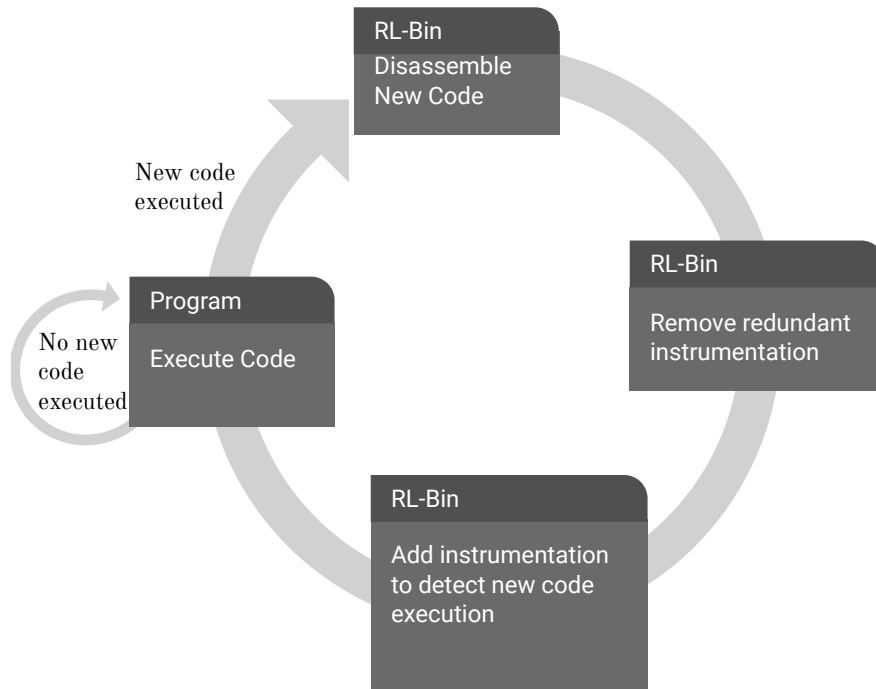 RL-Bin
Disassemble
New Code
New code
executed
RL-Bin
Remove redundant
instrumentation
Program
Execute Code
No new
code
executed
RL-Bin
Add instrumentation
to detect new code
execution